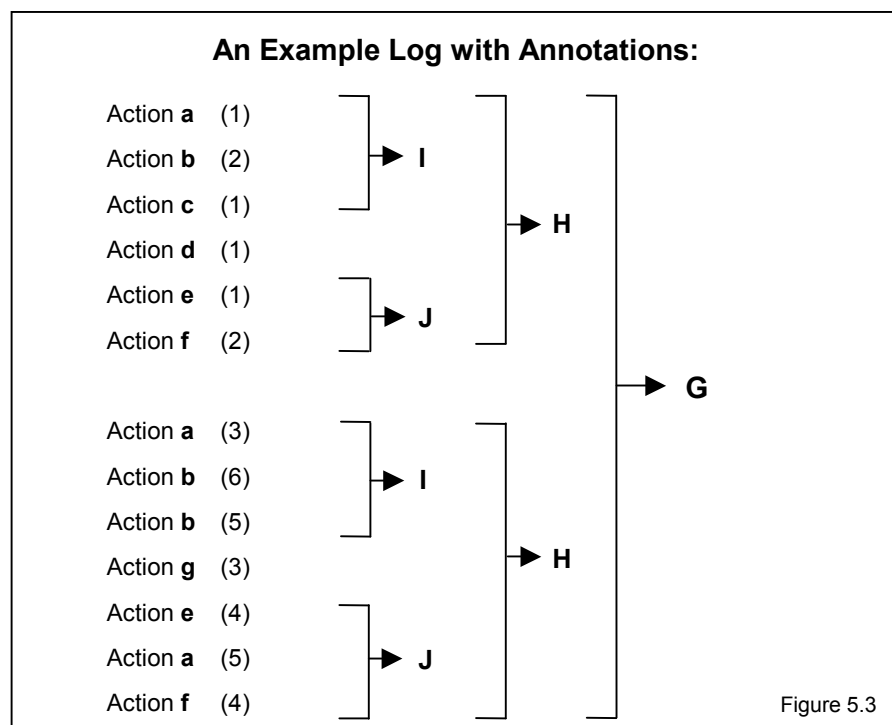 An Example Log with Annotations:
Action a (1)
Action b (2)
I
Action c (1)
H
Action d (1)
Action e (1)
J
Action f (2)
G
Action a (3)
Action b (6)
I
Action b (5)
H
Action g (3)
Action e (4)
Action a (5)
J
Action f (4)
Figure 5.3